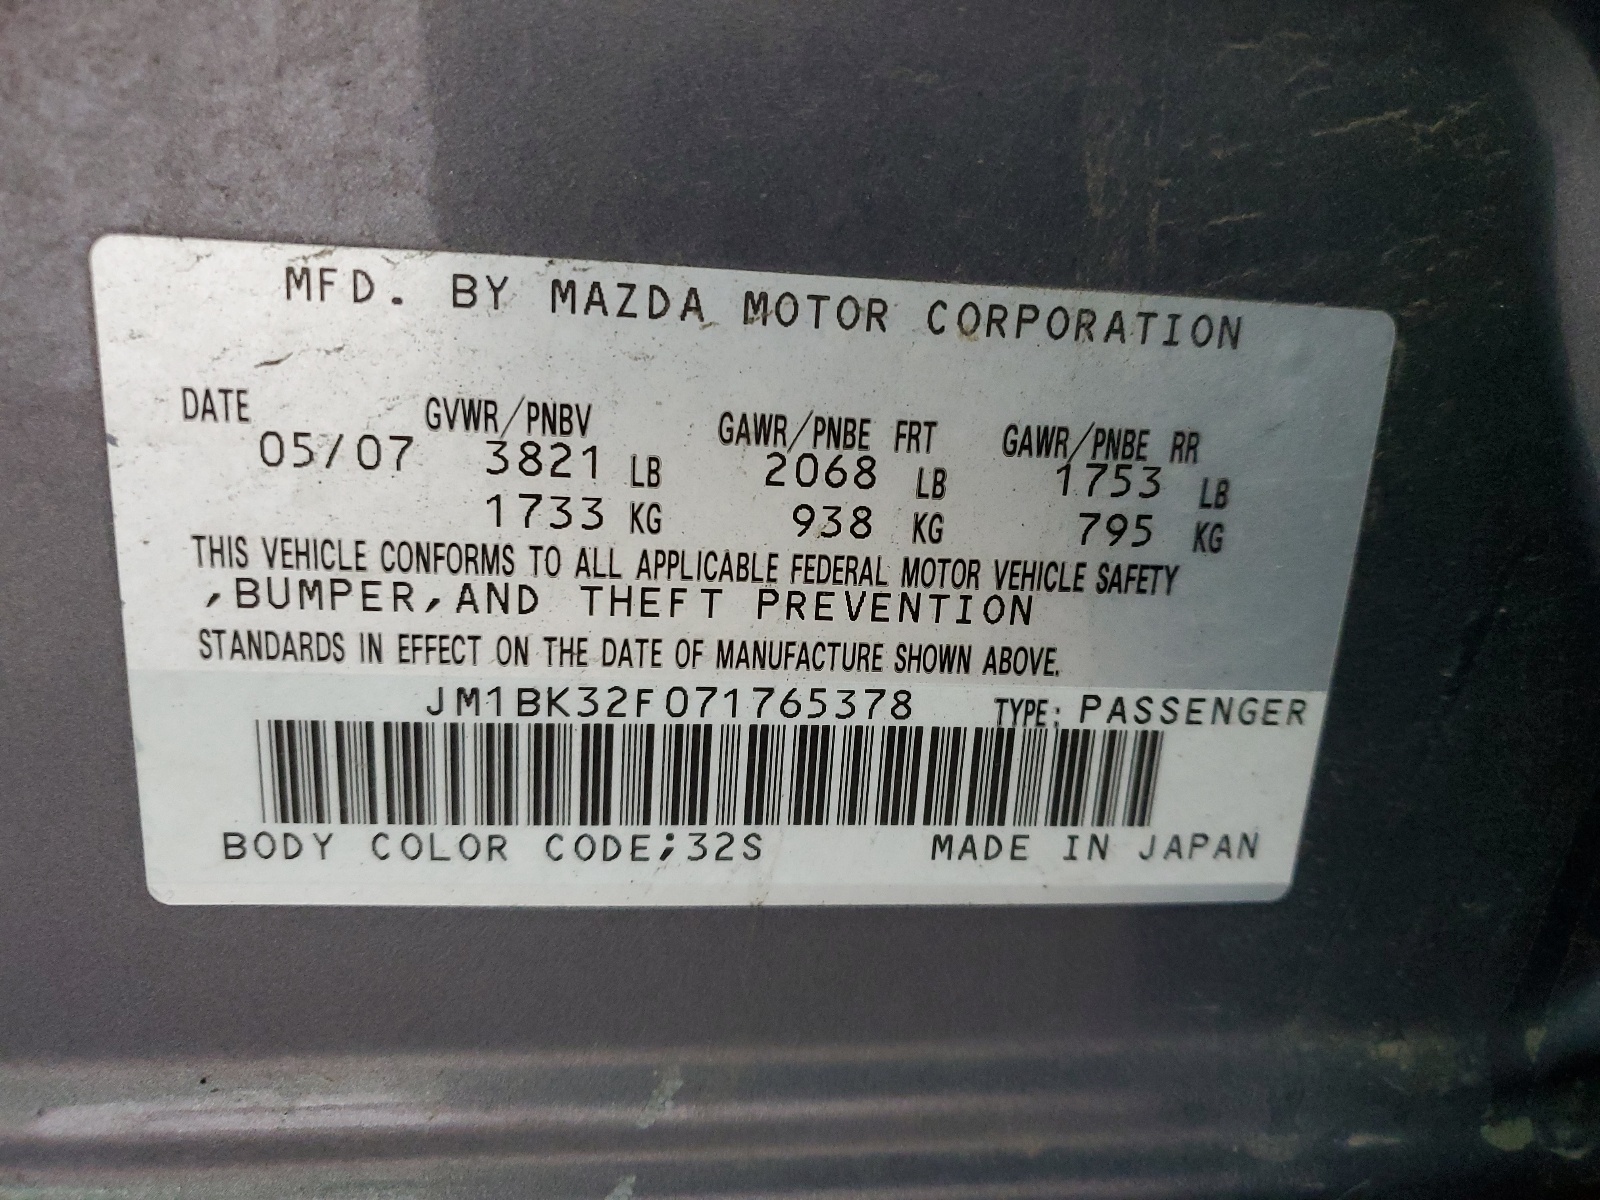 MFD. BY MAZDA MOTOR CORPORATION
DATE GVWR/PNBV GAWR/PNBE FRT GAWR/PNBE RR
05/07 3821 LB 2068 LB 1753 LB
1733 KG 938 KG 795 KG
THIS VEHICLE CONFORMS TO ALL APPLICABLE FEDERAL MOTOR VEHICLE SAFETY
,BUMPER,AND THEFT PREVENTION
STANDARDS IN EFFECT ON THE DATE OF MANUFACTURE SHOWN ABOVE.
JM1BK32F071765378 TYPE: PASSENGER
BODY COLOR CODE;32S MADE IN JAPAN